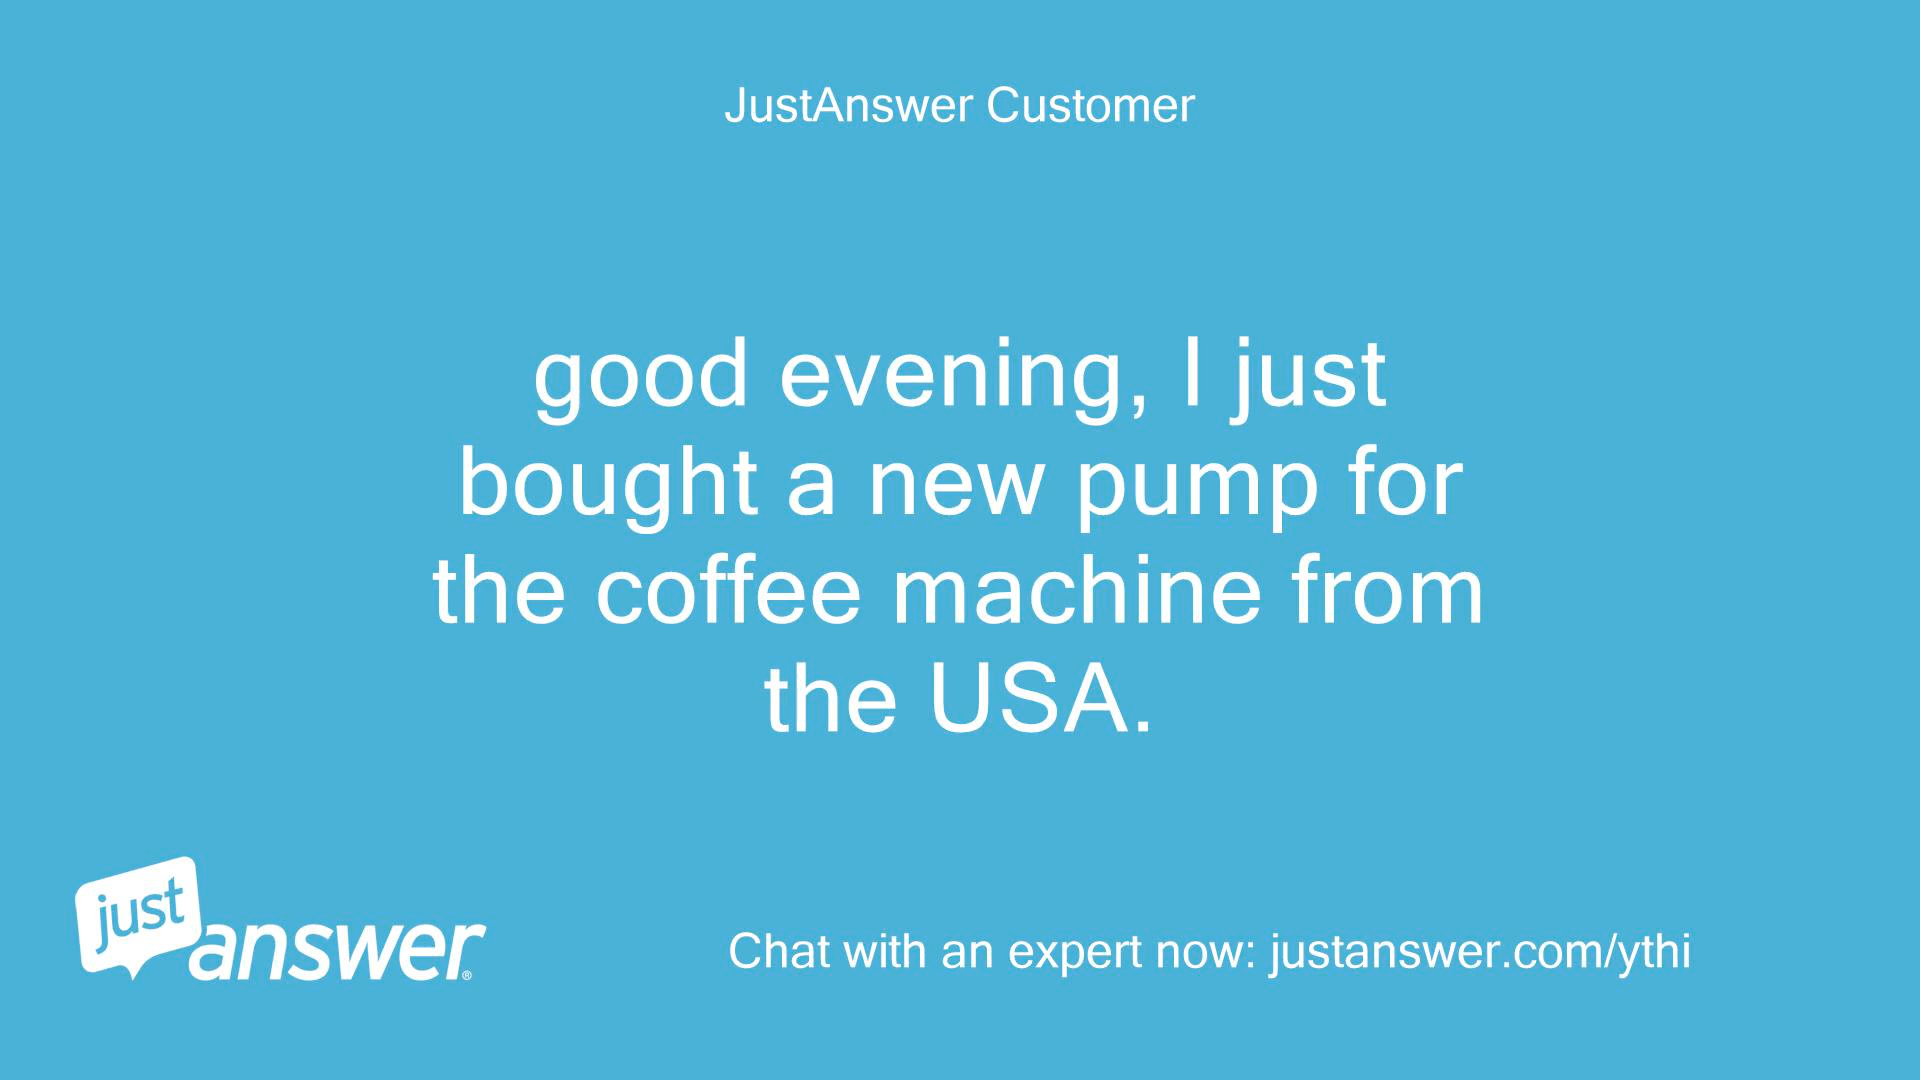 JustAnswer Customer
good evening, I just
bought a new pump for
the coffee machine from
the USA.
just
answer®
Chat with an expert now: justanswer.com/ythi